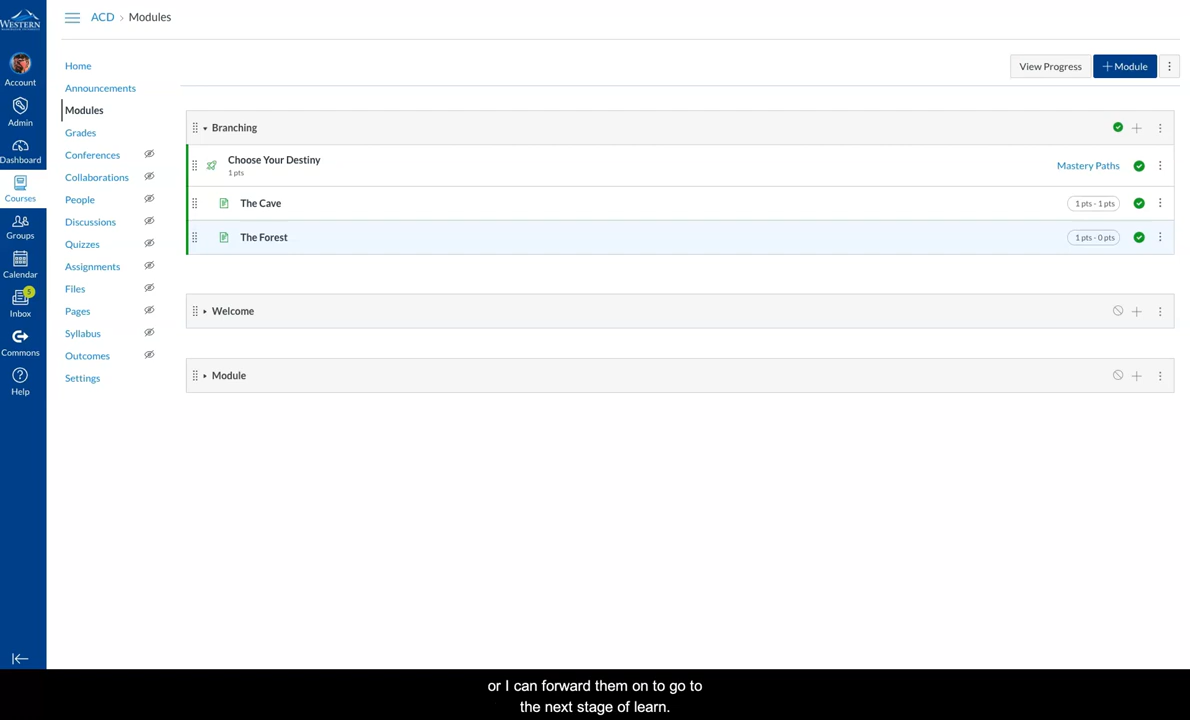 WESTERN
ACD › Modules
Account
Admin
Dashboard
Courses
Groups
Calendar
5
Inbox
Commons
Help
Home
Announcements
Modules
Grades
Conferences
Collaborations
People
Discussions
Quizzes
Assignments
Files
Pages
Syllabus
Outcomes
Settings
View Progress
+ Module
Branching
Choose Your Destiny
1 pts
Mastery Paths
The Cave
1 pts - 1 pts
The Forest
1 pts - 0 pts
Welcome
Module
or I can forward them on to go to
the next stage of learn.